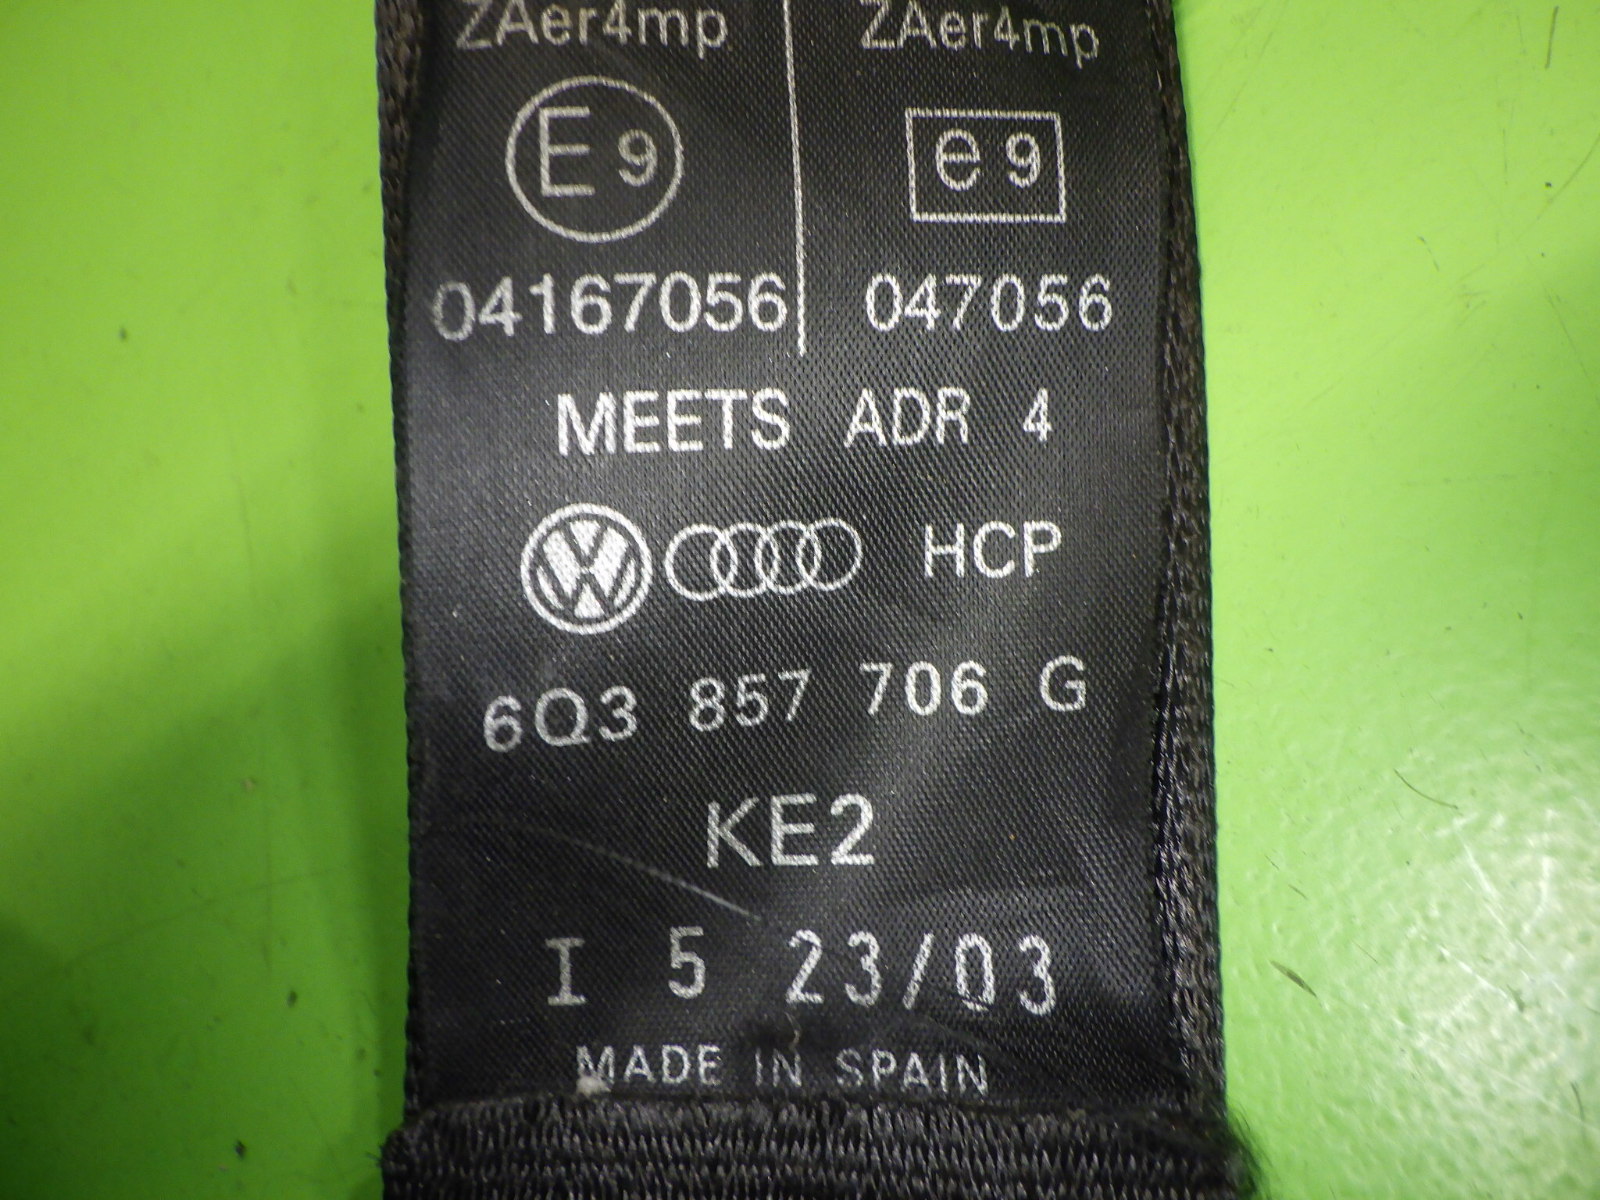 ZAer4mp ZAer4mp
E 9 e 9
04167056 047056
MEETS ADR 4
VW HCP
6Q3 857 706 G
KE2
I 5 23/03
MADE IN SPAIN